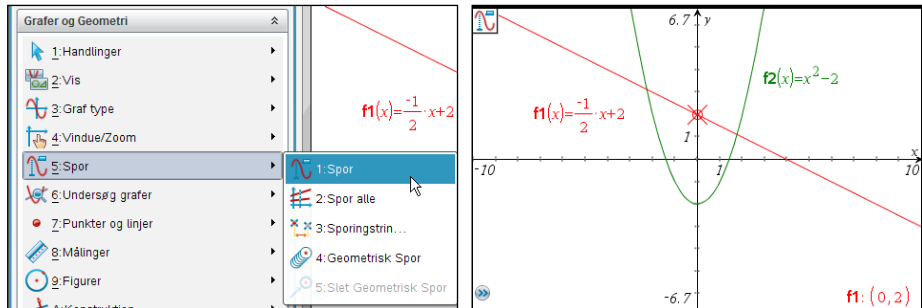 Grafer og Geometri
1:Handlinger
2:Vis
3:Graf type
4:Vindue/Zoom
5:Spor
6:Undersøg grafer
7:Punkter og linjer
8:Målinger
9:Figurer
A:Konstruktion
1:Spor
2:Spor alle
3:Sporingstrin…
4:Geometrisk Spor
5:Slet Geometrisk Spor
f1(x)=-1/2·x+2
6.7 y
f2(x)=x²-2
f1(x)=-1/2·x+2
1
x
-10 1 10
-6.7
f1: (0,2)